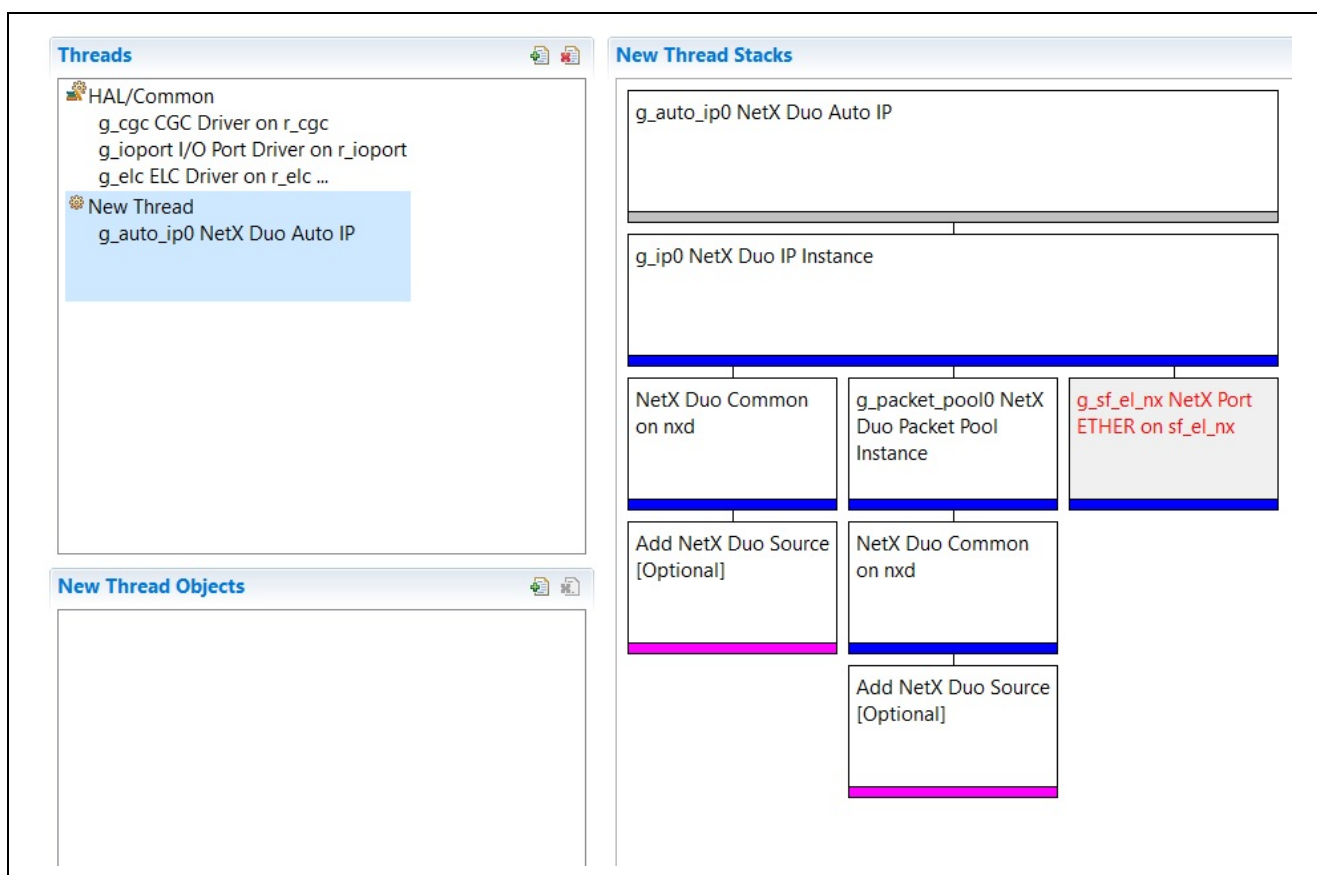 Threads
HAL/Common
g_cgc CGC Driver on r_cgc
g_ioport I/O Port Driver on r_ioport
g_elc ELC Driver on r_elc ...
New Thread
g_auto_ip0 NetX Duo Auto IP
New Thread Objects
New Thread Stacks
g_auto_ip0 NetX Duo Auto IP
g_ip0 NetX Duo IP Instance
NetX Duo Common
on nxd
g_packet_pool0 NetX
Duo Packet Pool
Instance
g_sf_el_nx NetX Port
ETHER on sf_el_nx
Add NetX Duo Source
[Optional]
NetX Duo Common
on nxd
Add NetX Duo Source
[Optional]